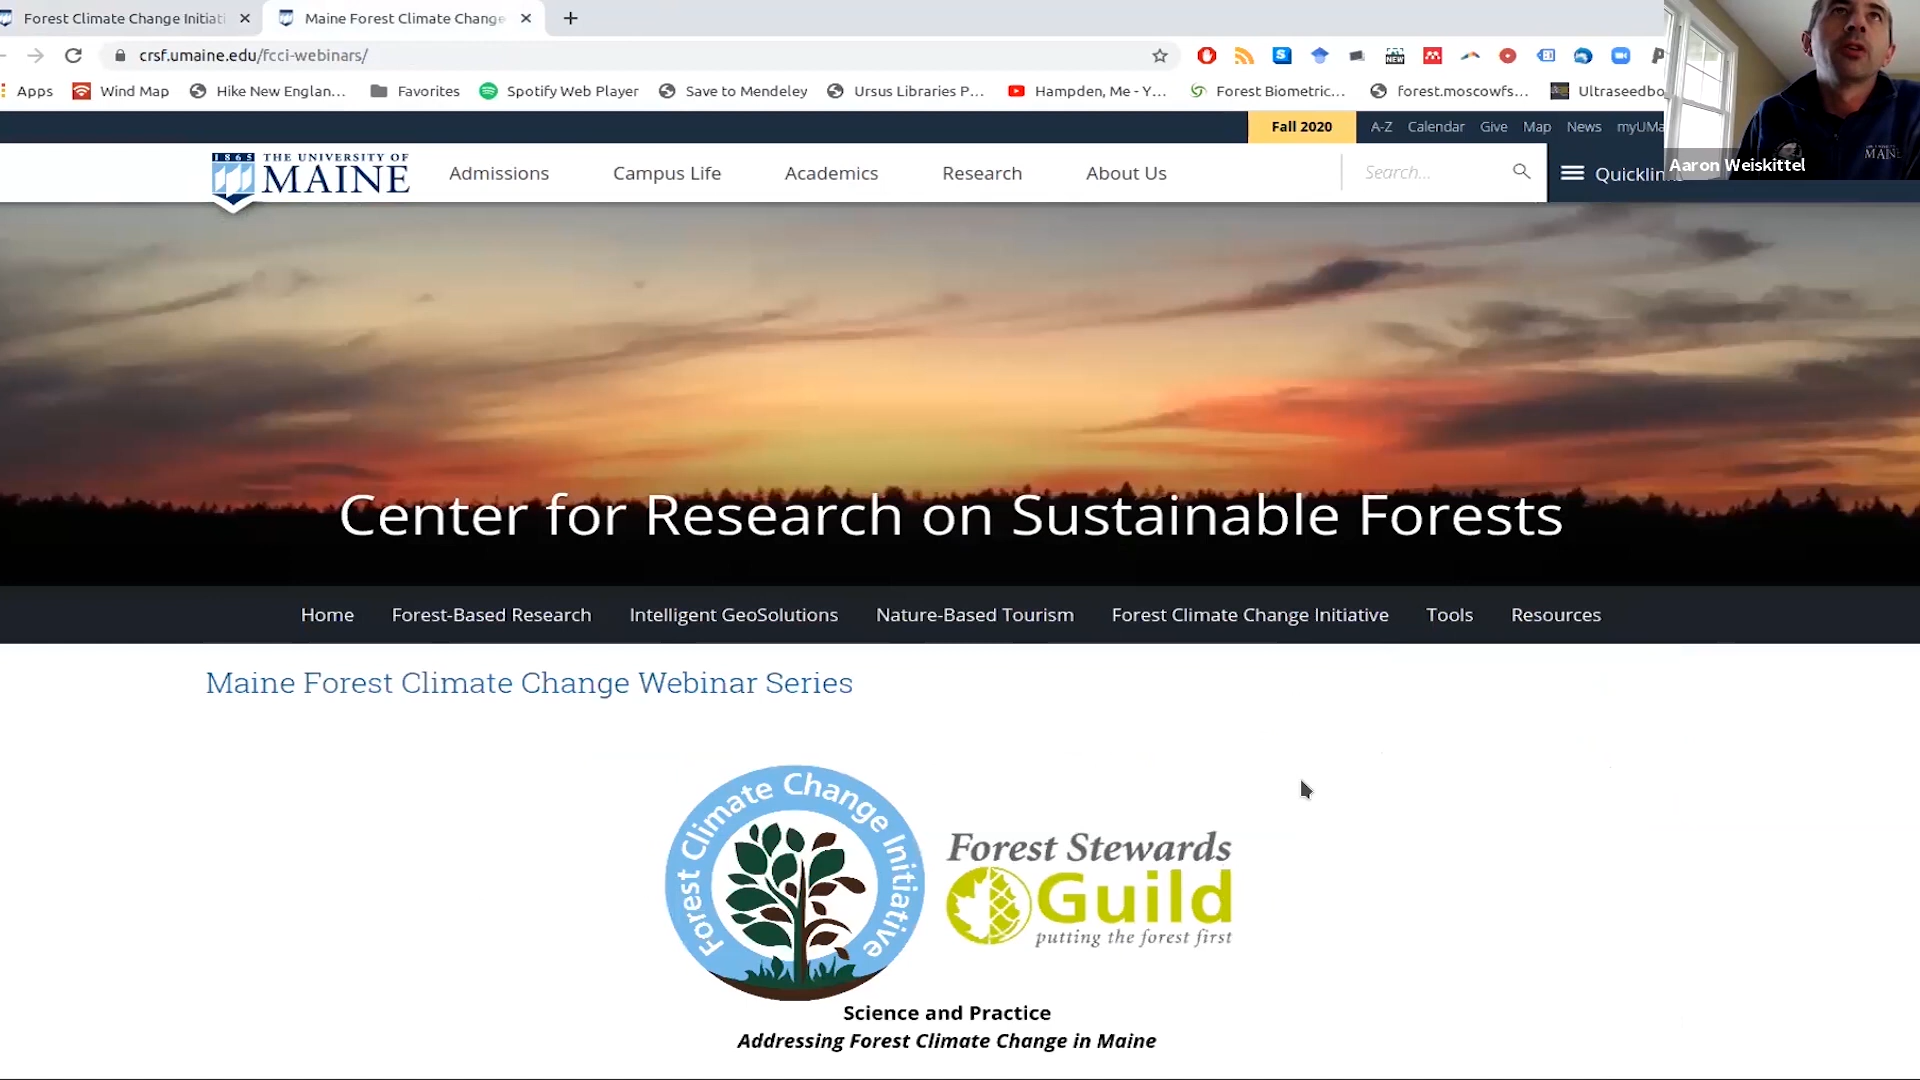 Forest Climate Change Initiati
Maine Forest Climate Change
crsf.umaine.edu/fcci-webinars/
Apps
Wind Map
Hike New Englan...
Favorites
Spotify Web Player
Save to Mendeley
Ursus Libraries P...
Hampden, Me - Y...
Forest Biometric...
forest.moscowfs...
Ultraseedbo
Fall 2020
A-Z
Calendar
Give
Map
News
myUMa
1865
THE UNIVERSITY OF
MAINE
Admissions
Campus Life
Academics
Research
About Us
Search...
Quicklin
MAIN
Aaron Weiskittel
Center for Research on Sustainable Forests
Home
Forest-Based Research
Intelligent GeoSolutions
Nature-Based Tourism
Forest Climate Change Initiative
Tools
Resources
Maine Forest Climate Change Webinar Series
Forest Climate Change Initiative
Forest Stewards
Guild
putting the forest first
Science and Practice
Addressing Forest Climate Change in Maine